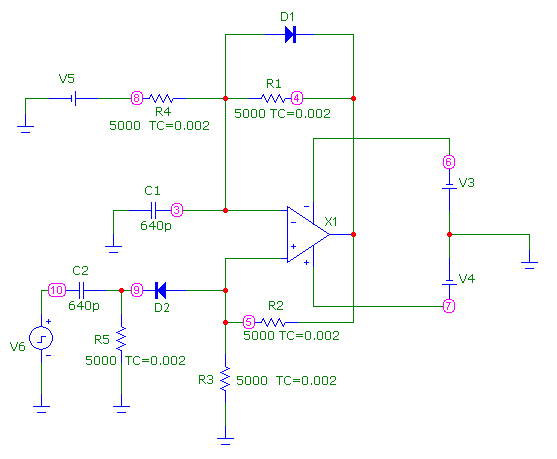 D1
V5
8
R4
5000 TC=0.002
R1
4
5000 TC=0.002
6
V3
C1
3
640p
X1
-
-
+
+
V4
7
C2
10
640p
9
D2
R2
5
5000 TC=0.002
V6
+
-
R5
5000 TC=0.002
R3
5000 TC=0.002